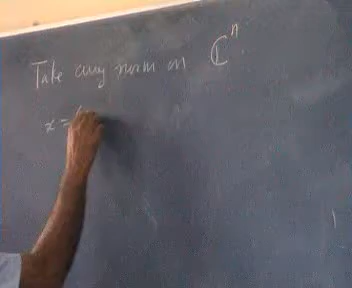 Take any norm on ℂⁿ.
x = (